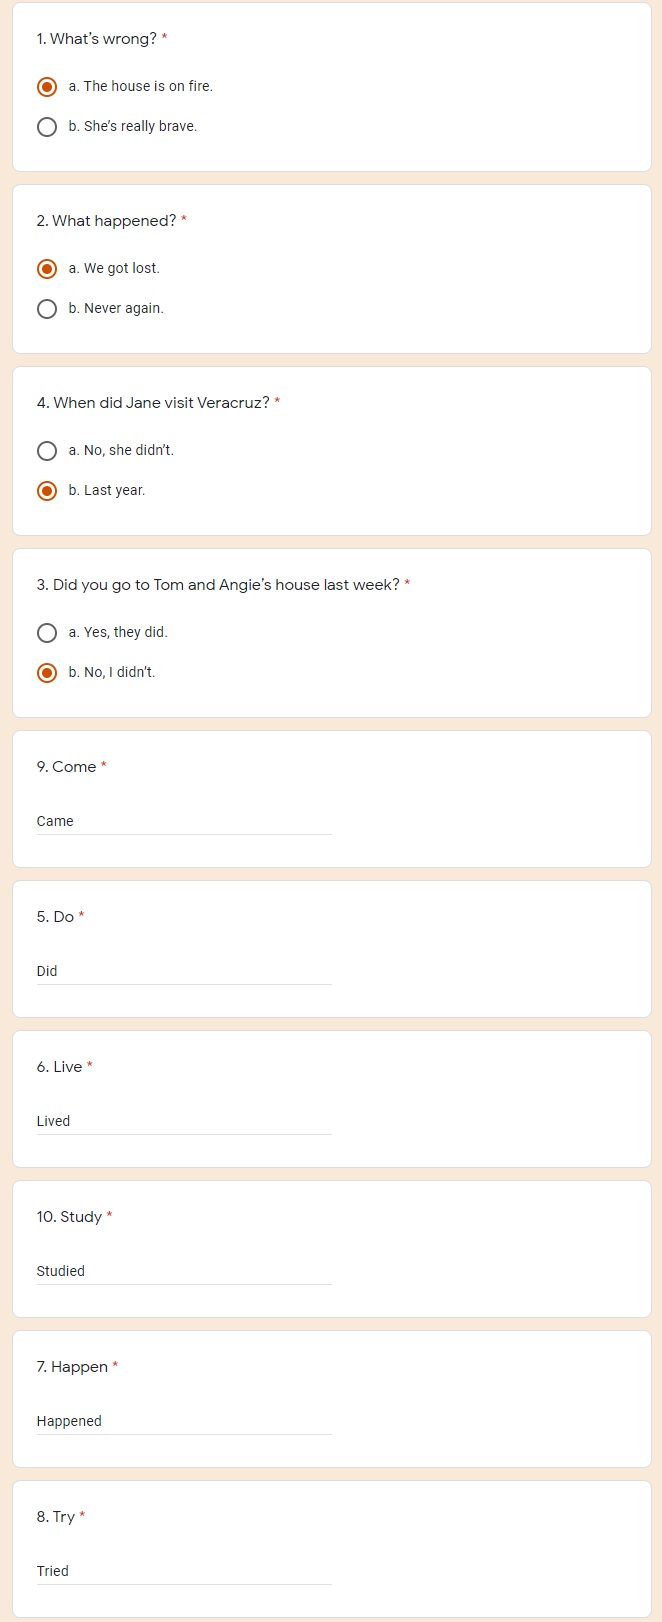 1. What's wrong? *
a. The house is on fire.
b. She's really brave.
2. What happened? *
a. We got lost.
b. Never again.
4. When did Jane visit Veracruz? *
a. No, she didn't.
b. Last year.
3. Did you go to Tom and Angie's house last week? *
a. Yes, they did.
b. No, I didn't.
9. Come *
Came
5. Do *
Did
6. Live *
Lived
10. Study *
Studied
7. Happen *
Happened
8. Try *
Tried